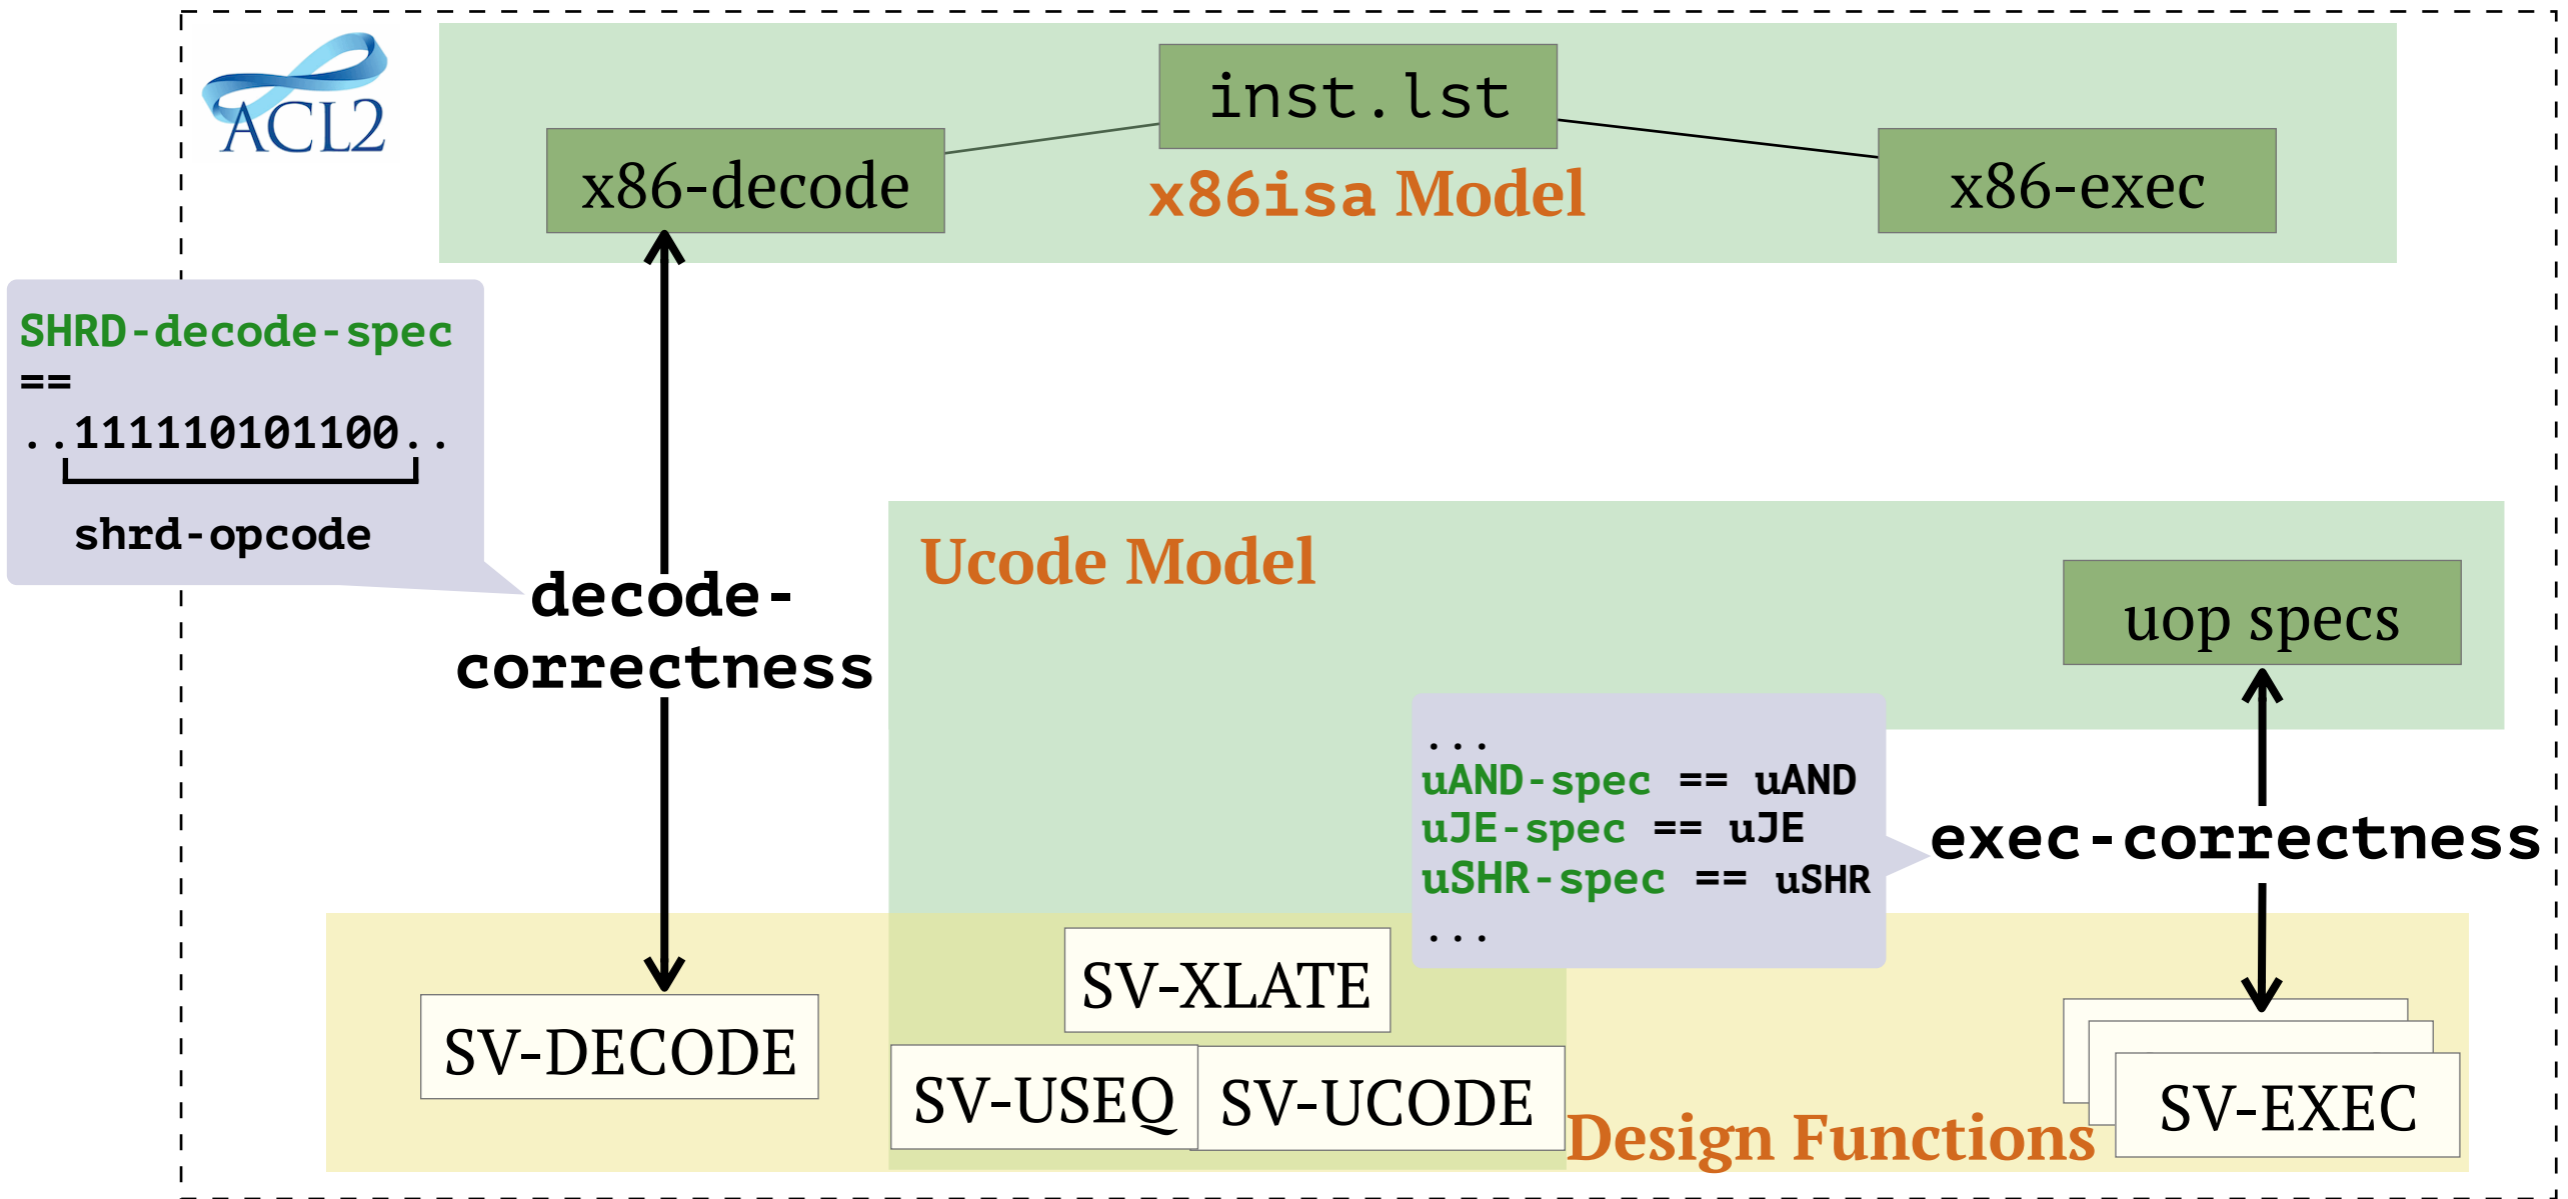 ACL2
inst.lst
x86-decode
x86isa Model
x86-exec
SHRD-decode-spec
==
..111110101100..
shrd-opcode
decode-
correctness
Ucode Model
uop specs
...
uAND-spec == uAND
uJE-spec == uJE
uSHR-spec == uSHR
...
exec-correctness
SV-XLATE
SV-DECODE
SV-USEQ
SV-UCODE
Design Functions
SV-EXEC